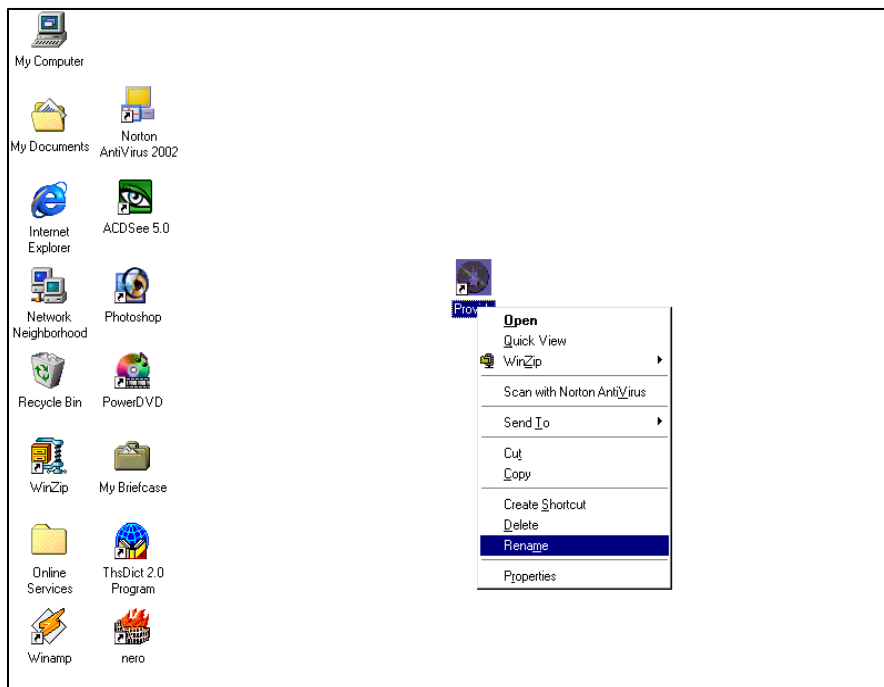 My Computer
My Documents
Norton
AntiVirus 2002
Internet
Explorer
ACDSee 5.0
Network
Neighborhood
Photoshop
Recycle Bin
PowerDVD
WinZip
My Briefcase
Online
Services
ThsDict 2.0
Program
Winamp
nero
Open
Quick View
WinZip
Scan with Norton AntiVirus
Send To
Cut
Copy
Create Shortcut
Delete
Rename
Properties